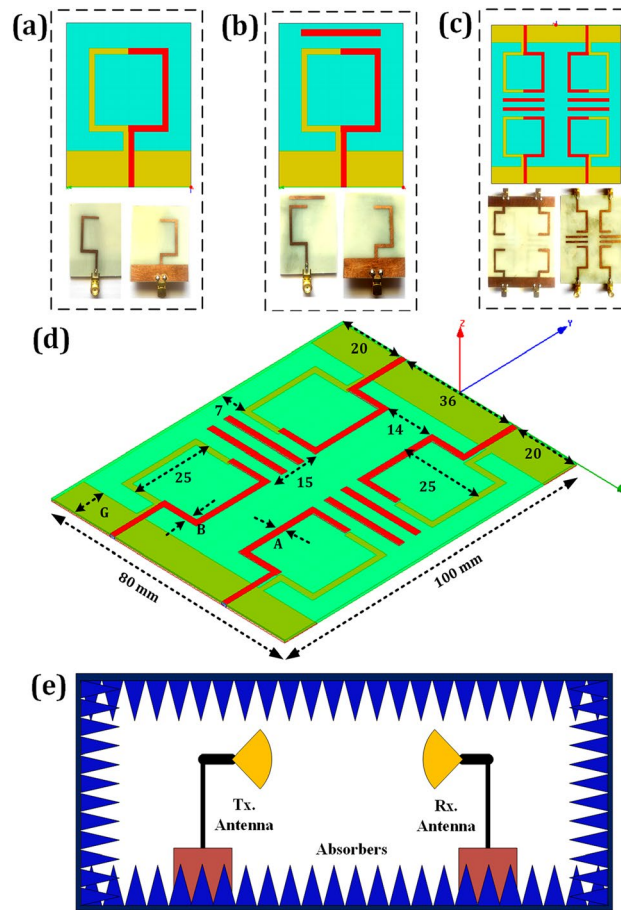 (a)
(b)
(c)
(d)
Z
Y
20
36
20
7
14
15
25
25
G
B
A
80 mm
100 mm
(e)
Tx.
Antenna
Rx.
Antenna
Absorbers